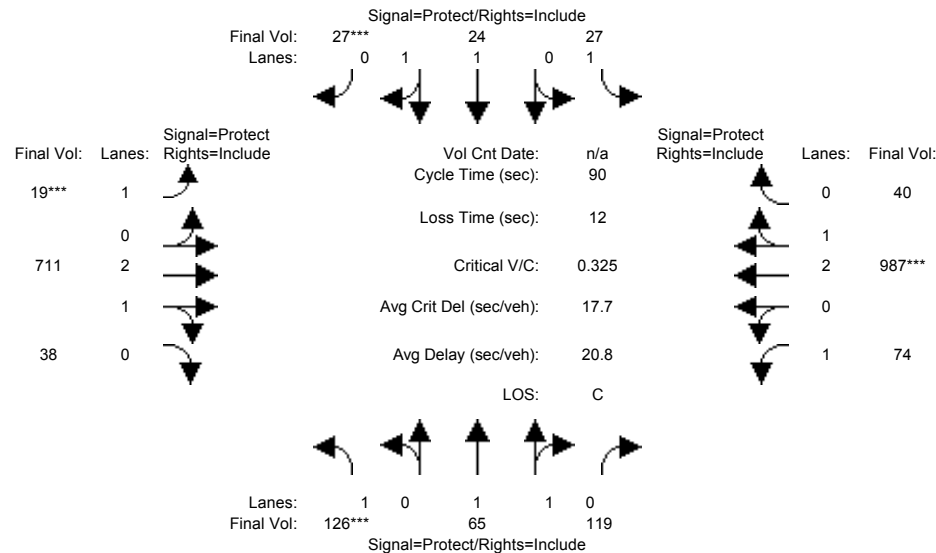 Signal=Protect/Rights=Include
Final Vol: 27*** 24 27
Lanes: 0 1 1 0 1
Signal=Protect Signal=Protect
Final Vol: Lanes: Rights=Include Vol Cnt Date: n/a Rights=Include Lanes: Final Vol:
Cycle Time (sec): 90
19*** 1 0 40
Loss Time (sec): 12
0 1
711 2 Critical V/C: 0.325 2 987***
1 Avg Crit Del (sec/veh): 17.7 0
38 0 Avg Delay (sec/veh): 20.8 1 74
LOS: C
Lanes: 1 0 1 1 0
Final Vol: 126*** 65 119
Signal=Protect/Rights=Include